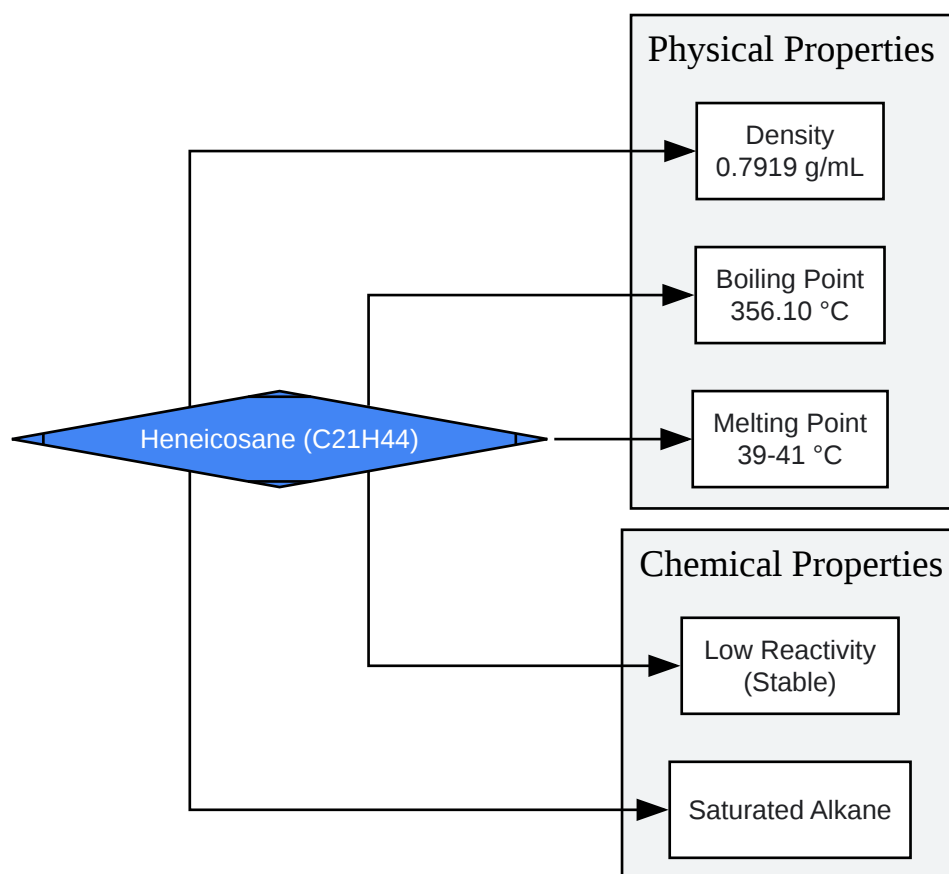 Physical Properties
Density
0.7919 g/mL
Boiling Point
356.10 °C
Heneicosane (C21H44)
Melting Point
39-41 °C
Chemical Properties
Low Reactivity
(Stable)
Saturated Alkane